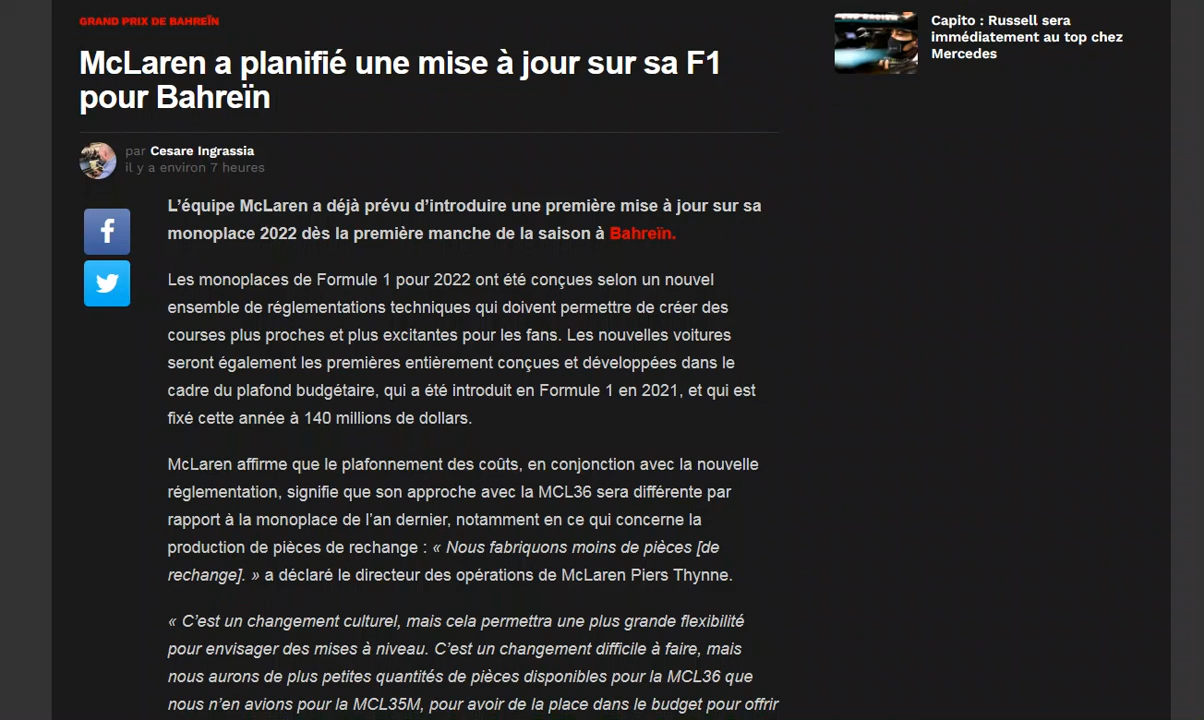 GRAND PRIX DE BAHREÏN
McLaren a planifié une mise à jour sur sa F1
pour Bahreïn
par Cesare Ingrassia
il y a environ 7 heures
L’équipe McLaren a déjà prévu d’introduire une première mise à jour sur sa
monoplace 2022 dès la première manche de la saison à Bahreïn.
Les monoplaces de Formule 1 pour 2022 ont été conçues selon un nouvel
ensemble de réglementations techniques qui doivent permettre de créer des
courses plus proches et plus excitantes pour les fans. Les nouvelles voitures
seront également les premières entièrement conçues et développées dans le
cadre du plafond budgétaire, qui a été introduit en Formule 1 en 2021, et qui est
fixé cette année à 140 millions de dollars.
McLaren affirme que le plafonnement des coûts, en conjonction avec la nouvelle
réglementation, signifie que son approche avec la MCL36 sera différente par
rapport à la monoplace de l’an dernier, notamment en ce qui concerne la
production de pièces de rechange : « Nous fabriquons moins de pièces [de
rechange]. » a déclaré le directeur des opérations de McLaren Piers Thynne.
« C’est un changement culturel, mais cela permettra une plus grande flexibilité
pour envisager des mises à niveau. C’est un changement difficile à faire, mais
nous aurons de plus petites quantités de pièces disponibles pour la MCL36 que
nous n’en avions pour la MCL35M, pour avoir de la place dans le budget pour offrir
Capito : Russell sera
immédiatement au top chez
Mercedes